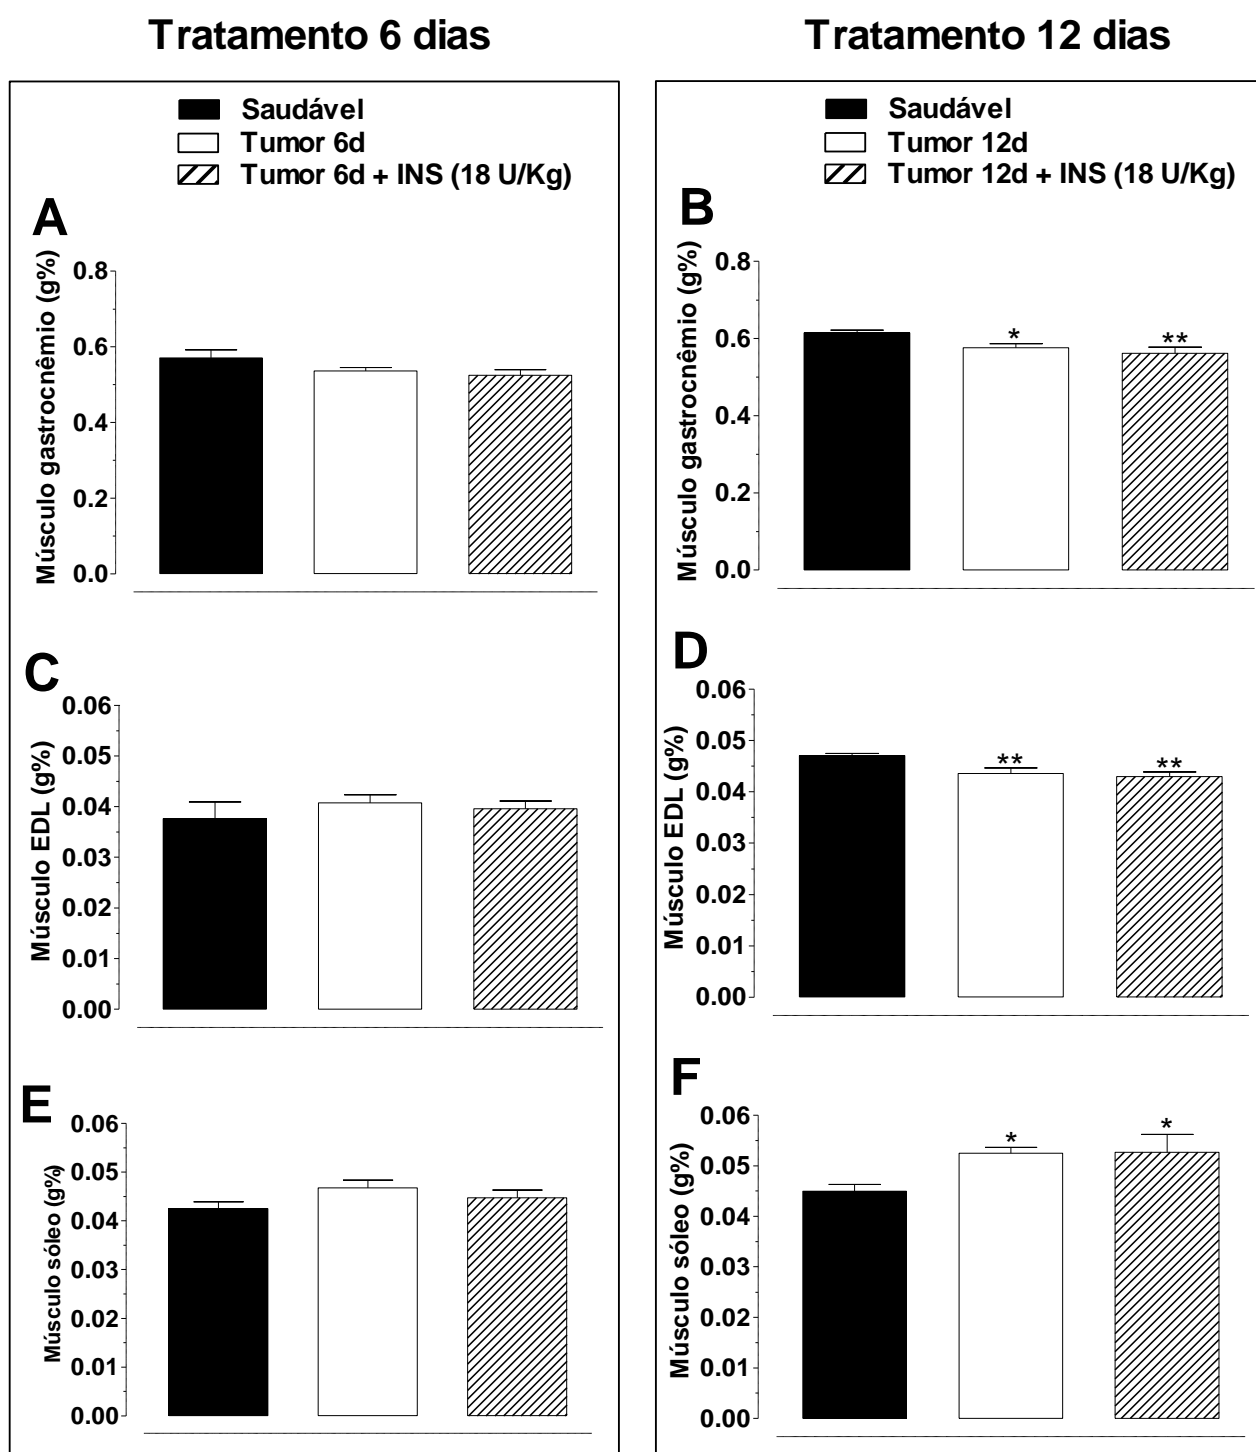 Tratamento 6 dias
Tratamento 12 dias
Saudável
Tumor 6d
Tumor 6d + INS (18 U/Kg)
Saudável
Tumor 12d
Tumor 12d + INS (18 U/Kg)
A
Músculo gastrocnêmio (g%)
0.8
0.6
0.4
0.2
0.0
B
Músculo gastrocnêmio (g%)
0.8
0.6
0.4
0.2
0.0
*
**
C
Músculo EDL (g%)
0.06
0.05
0.04
0.03
0.02
0.01
0.00
D
Músculo EDL (g%)
0.06
0.05
0.04
0.03
0.02
0.01
0.00
**
**
E
Músculo sóleo (g%)
0.06
0.05
0.04
0.03
0.02
0.01
0.00
F
Músculo sóleo (g%)
0.06
0.05
0.04
0.03
0.02
0.01
0.00
*
*